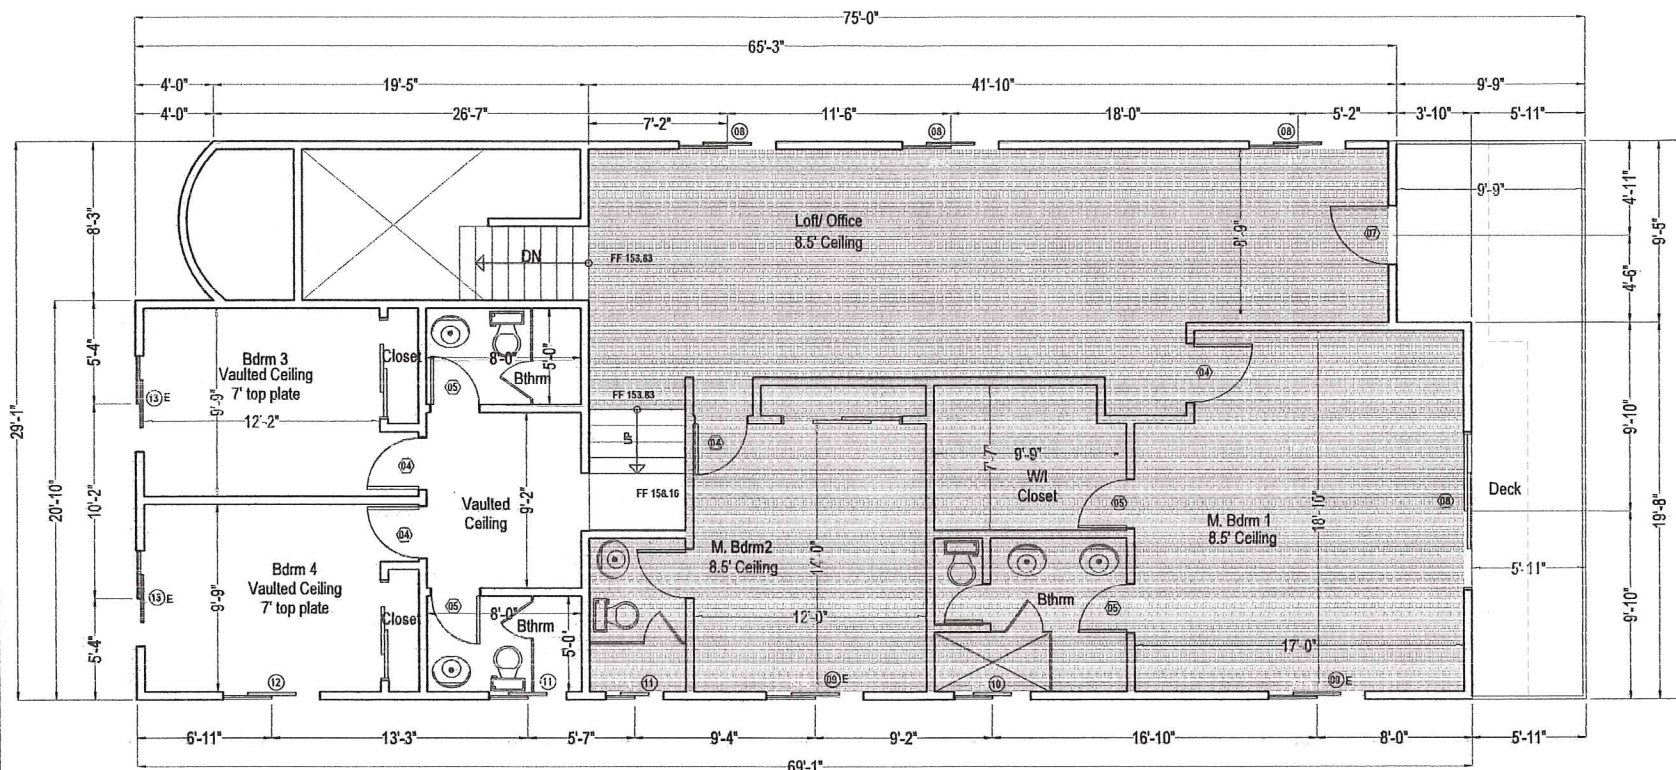 75'-0"
65'-3"
4'-0" 19'-5" 41'-10" 9'-9"
4'-0" 26'-7" 11'-6" 18'-0" 5'-2" 3'-10" 5'-11"
7'-2"
08 08 08
29'-1"
8'-3"
20'-10"
5'-4"
10'-2"
5'-4"
Loft/ Office
8.5' Ceiling
8'-9"
07
9'-9"
4'-11"
4'-6"
9'-5"
DN
FF 153.83
Bdrm 3
Vaulted Ceiling
7' top plate
9'-9"
12'-2"
Closet
13 E
8'-0"
5'-0"
Bthrm
05
04
FF 153.83
UP
FF 158.16
Vaulted
Ceiling
9'-2"
04
04
04
Bdrm 4
Vaulted Ceiling
7' top plate
9'-9"
Closet
13 E
05
8'-0"
Bthrm
5'-0"
12
11
11
M. Bdrm2
8.5' Ceiling
12'-0"
09 E
7'-7"
9'-9"
W/I
Closet
05
Bthrm
05
10
M. Bdrm 1
8.5' Ceiling
18'-10"
17'-0"
08
09 E
Deck
5'-11"
9'-10"
9'-10"
19'-8"
6'-11" 13'-3" 5'-7" 9'-4" 9'-2" 16'-10" 8'-0" 5'-11"
69'-1"